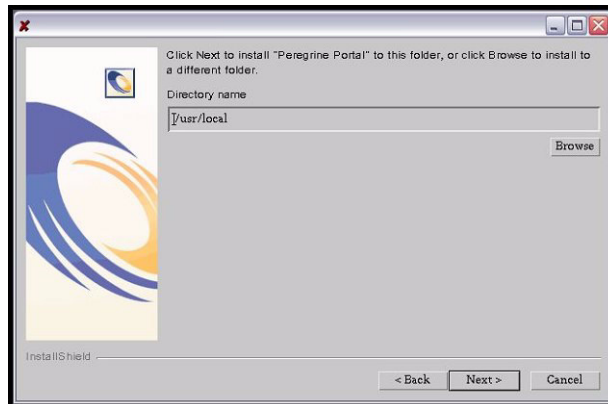 Click Next to install "Peregrine Portal" to this folder, or click Browse to install to
a different folder.
Directory name
/usr/local
Browse
InstallShield
< Back
Next >
Cancel